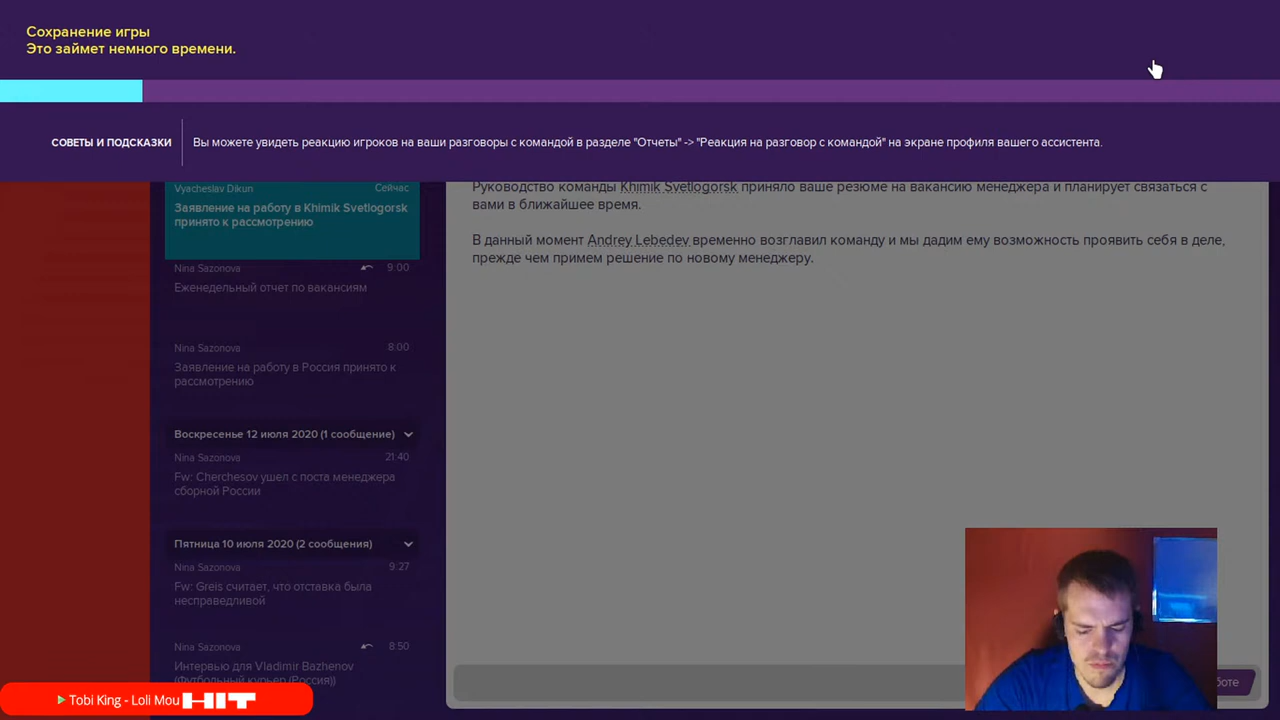 Сохранение игры
Это займет немного времени.
СОВЕТЫ И ПОДСКАЗКИ
Вы можете увидеть реакцию игроков на ваши разговоры с командой в разделе "Отчеты" -> "Реакция на разговор с командой" на экране профиля вашего ассистента.
Vyacheslav Dikun
Сейчас
Заявление на работу в Khimik Svetlogorsk
принято к рассмотрению
Nina Sazonova
9:00
Еженедельный отчет по вакансиям
Nina Sazonova
8:00
Заявление на работу в Россия принято к
рассмотрению
Воскресенье 12 июля 2020 (1 сообщение)
Nina Sazonova
21:40
Fw: Cherchesov ушел с поста менеджера
сборной России
Пятница 10 июля 2020 (2 сообщения)
Nina Sazonova
9:27
Fw: Greis считает, что отставка была
несправедливой
Nina Sazonova
8:50
Интервью для Vladimir Bazhenov
(Футбольный курьер (Россия))
Руководство команды Khimik Svetlogorsk приняло ваше резюме на вакансию менеджера и планирует связаться с
вами в ближайшее время.
В данный момент Andrey Lebedev временно возглавил команду и мы дадим ему возможность проявить себя в деле,
прежде чем примем решение по новому менеджеру.
Tobi King - Loli Mou HIT